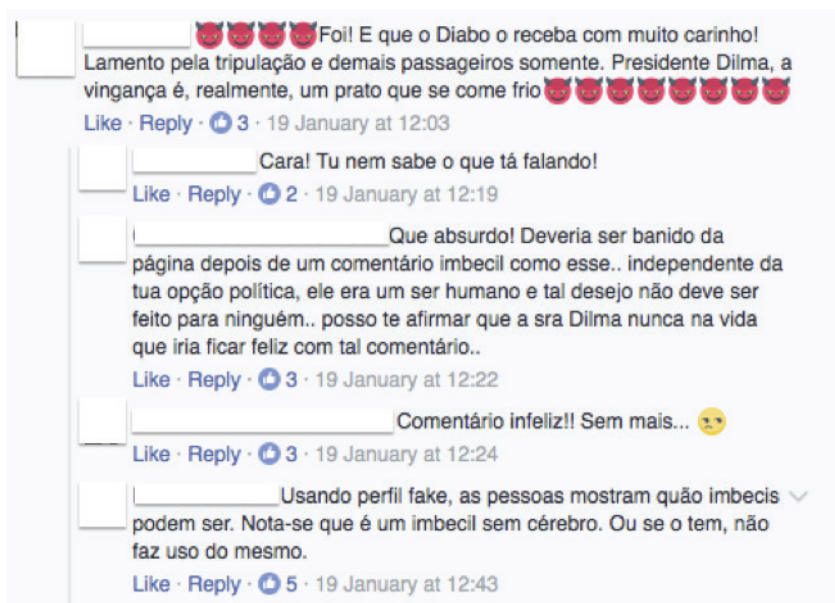 😈😈😈😈Foi! E que o Diabo o receba com muito carinho!
Lamento pela tripulação e demais passageiros somente. Presidente Dilma, a
vingança é, realmente, um prato que se come frio😈😈😈😈😈😈😈😈
Like · Reply · 3 · 19 January at 12:03
Cara! Tu nem sabe o que tá falando!
Like · Reply · 2 · 19 January at 12:19
Que absurdo! Deveria ser banido da
página depois de um comentário imbecil como esse.. independente da
tua opção política, ele era um ser humano e tal desejo não deve ser
feito para ninguém.. posso te afirmar que a sra Dilma nunca na vida
que iria ficar feliz com tal comentário..
Like · Reply · 3 · 19 January at 12:22
Comentário infeliz!! Sem mais... 😒
Like · Reply · 3 · 19 January at 12:24
Usando perfil fake, as pessoas mostram quão imbecis
podem ser. Nota-se que é um imbecil sem cérebro. Ou se o tem, não
faz uso do mesmo.
Like · Reply · 5 · 19 January at 12:43